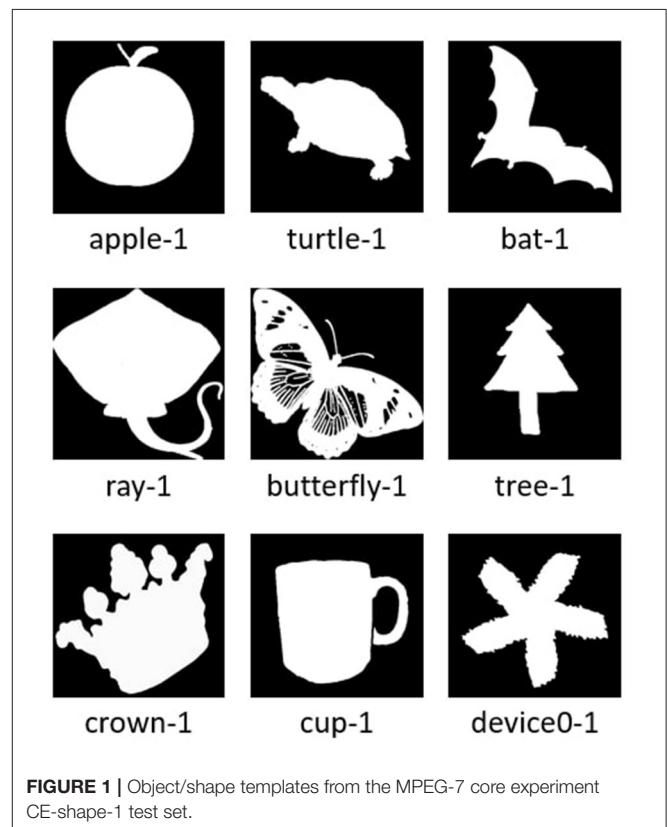 apple-1 turtle-1 bat-1
ray-1 butterfly-1 tree-1
crown-1 cup-1 device0-1
FIGURE 1 | Object/shape templates from the MPEG-7 core experiment
CE-shape-1 test set.